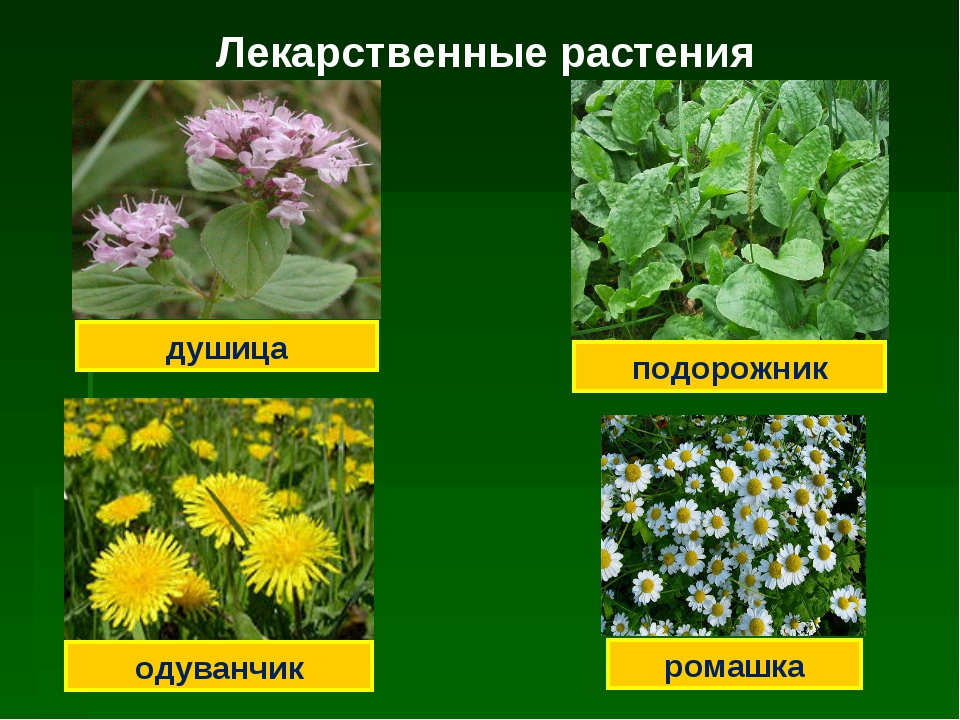 Лекарственные растения
душица
подорожник
одуванчик
ромашка